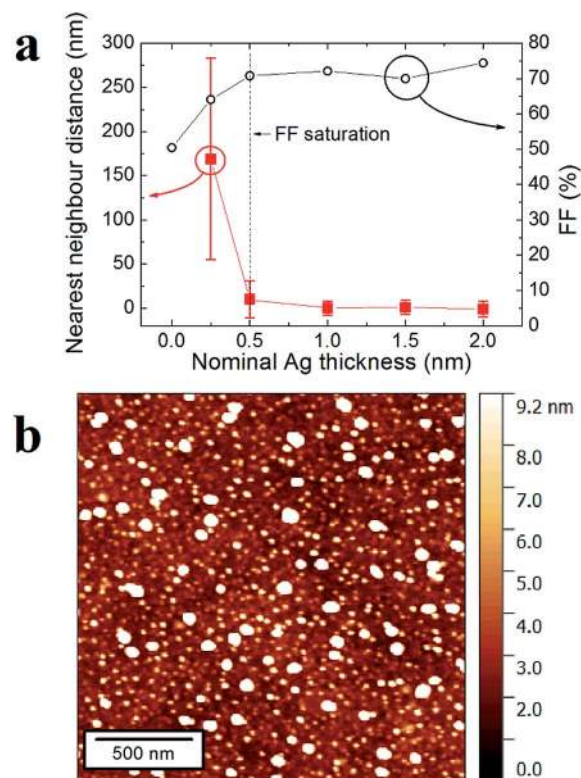 a
300
250
200
150
100
50
0
Nearest neighbour distance (nm)
80
70
60
50
40
30
20
10
0
FF (%)
FF saturation
0.0 0.5 1.0 1.5 2.0
Nominal Ag thickness (nm)
b
9.2 nm
8.0
7.0
6.0
5.0
4.0
3.0
2.0
1.0
0.0
500 nm